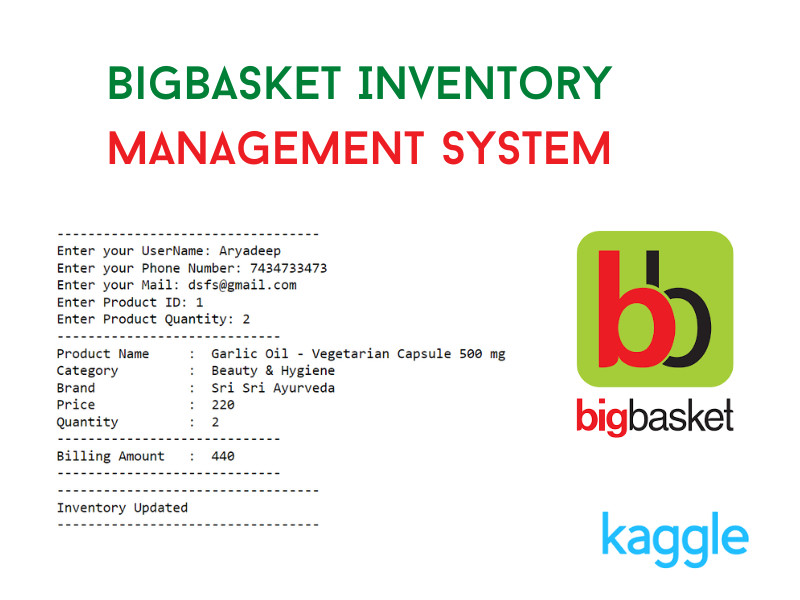 BIGBASKET INVENTORY
MANAGEMENT SYSTEM
----------------------------------
Enter your UserName: Aryadeep
Enter your Phone Number: 7434733473
Enter your Mail: dsfs@gmail.com
Enter Product ID: 1
Enter Product Quantity: 2
-----------------------------
Product Name     :  Garlic Oil - Vegetarian Capsule 500 mg
Category         :  Beauty & Hygiene
Brand            :  Sri Sri Ayurveda
Price            :  220
Quantity         :  2
-----------------------------
Billing Amount   :  440
-----------------------------
----------------------------------
Inventory Updated
----------------------------------
bb
bigbasket
kaggle